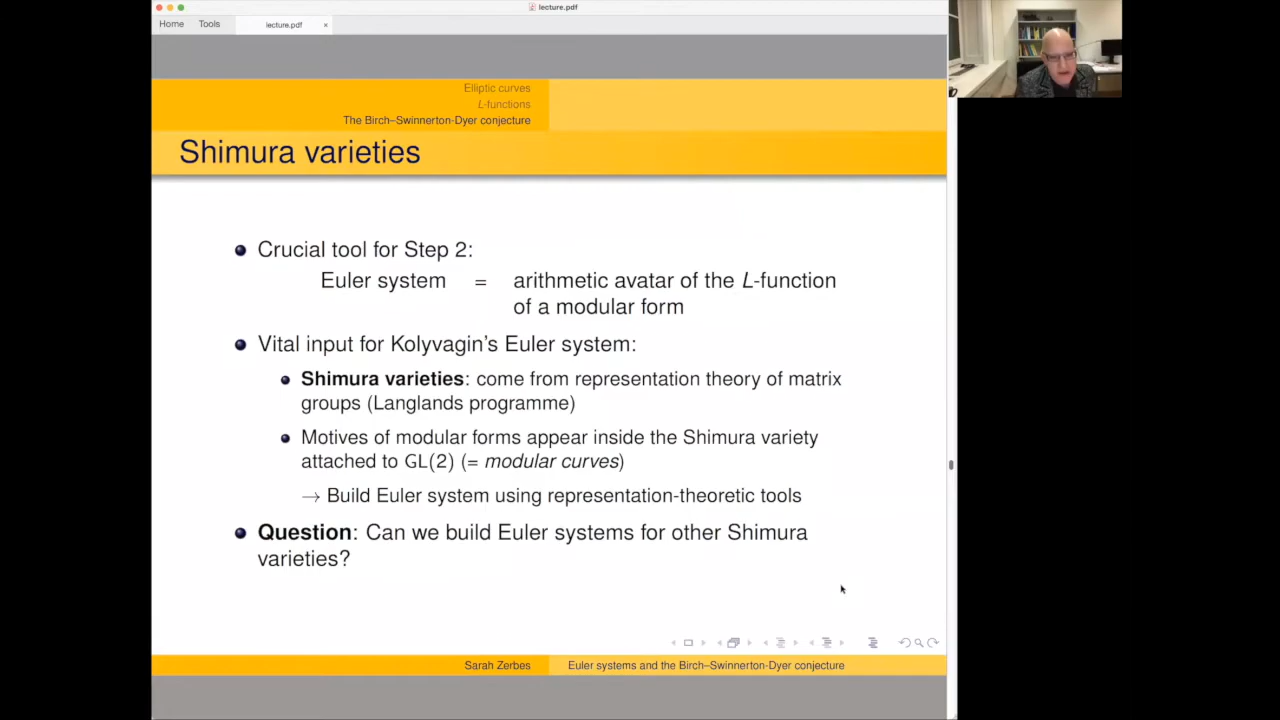 lecture.pdf
Home Tools lecture.pdf ×
Elliptic curves
L-functions
The Birch–Swinnerton-Dyer conjecture
Shimura varieties
Crucial tool for Step 2:
Euler system = arithmetic avatar of the L-function
of a modular form
Vital input for Kolyvagin's Euler system:
Shimura varieties: come from representation theory of matrix
groups (Langlands programme)
Motives of modular forms appear inside the Shimura variety
attached to GL(2) (= modular curves)
→ Build Euler system using representation-theoretic tools
Question: Can we build Euler systems for other Shimura
varieties?
Sarah Zerbes Euler systems and the Birch–Swinnerton-Dyer conjecture